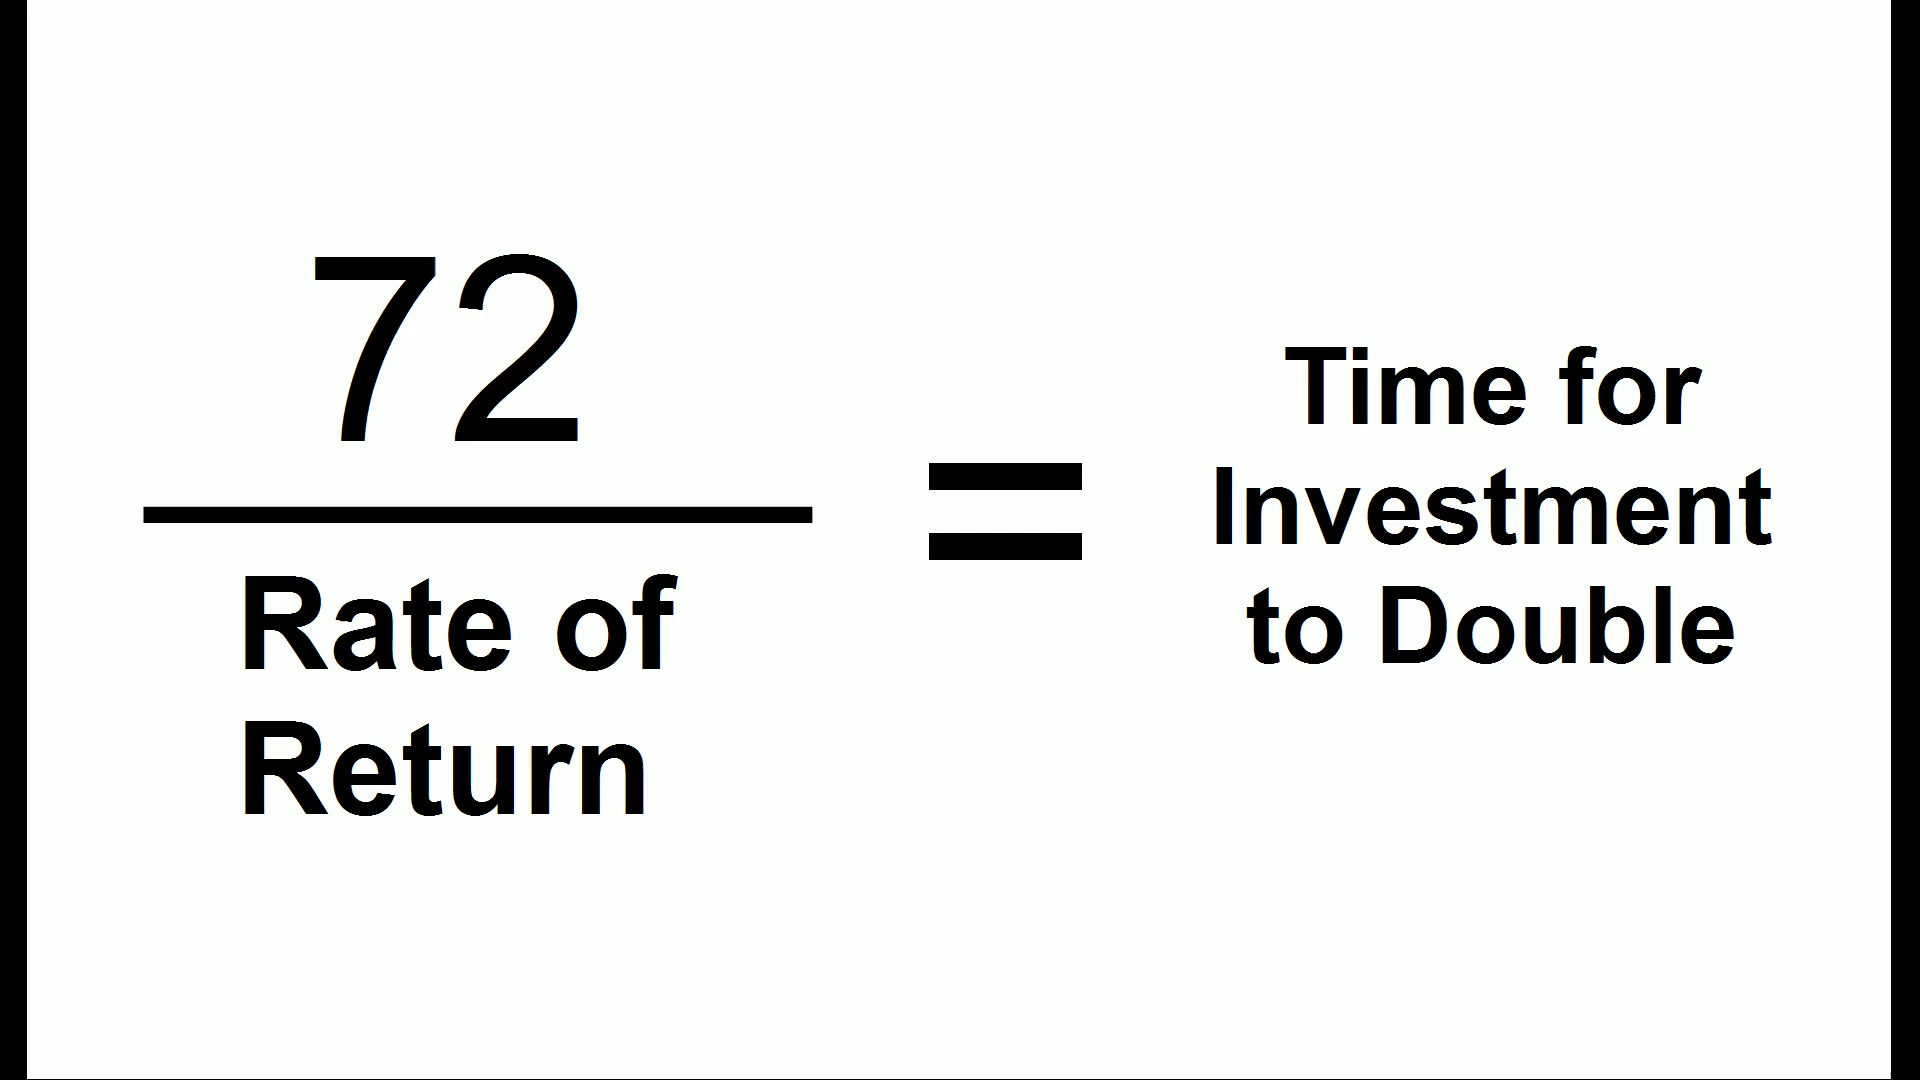 72
Rate of
Return
=
Time for
Investment
to Double